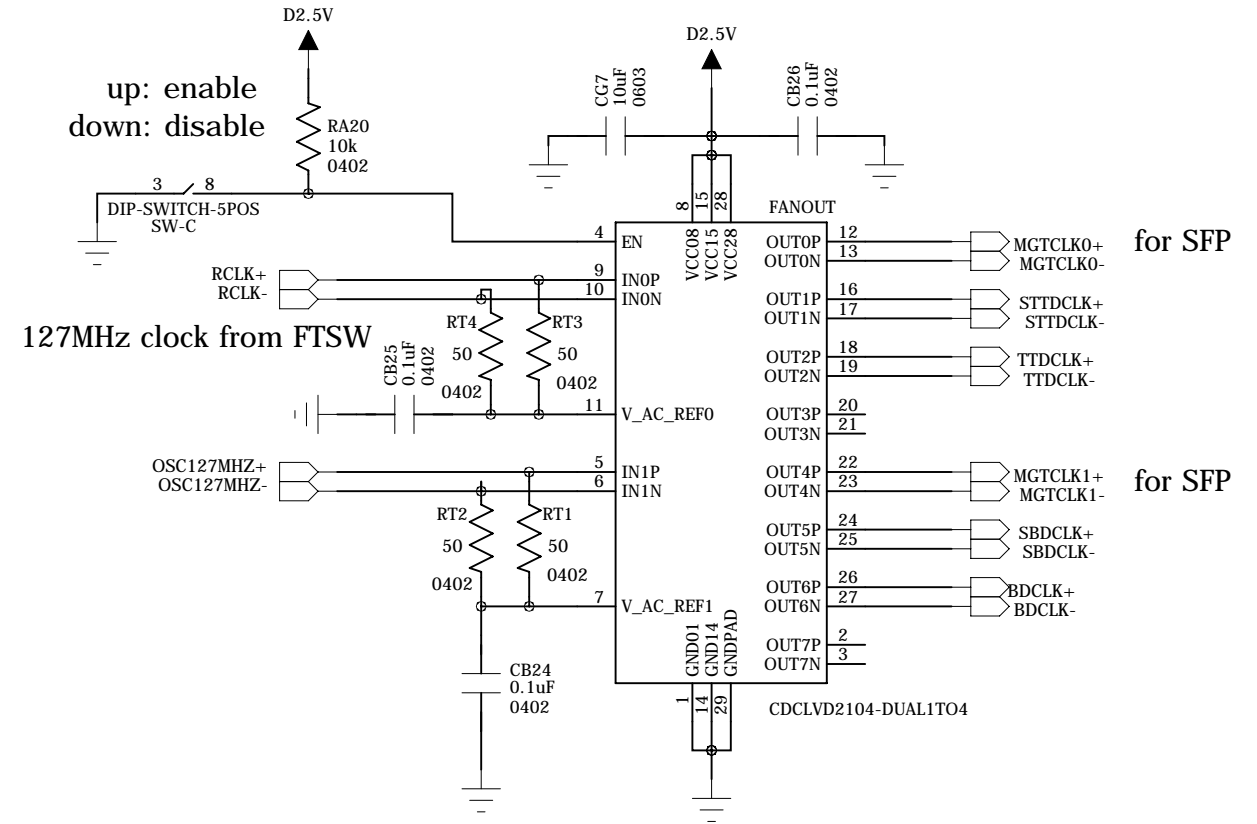 D2.5V
D2.5V
up: enable
down: disable
RA20
10k
0402
CG7
10uF
0603
CB26
0.1uF
0402
3
8
DIP-SWITCH-5POS
SW-C
8
15
28
FANOUT
VCC08
VCC15
VCC28
4
EN
RCLK+
9
IN0P
RCLK-
10
IN0N
127MHz clock from FTSW
RT4
50
0402
RT3
50
0402
CB25
0.1uF
0402
11
V_AC_REF0
OSC127MHZ+
5
IN1P
OSC127MHZ-
6
IN1N
RT2
50
0402
RT1
50
0402
7
V_AC_REF1
CB24
0.1uF
0402
OUT0P
12
MGTCLK0+
for SFP
OUT0N
13
MGTCLK0-
OUT1P
16
STTDCLK+
OUT1N
17
STTDCLK-
OUT2P
18
TTDCLK+
OUT2N
19
TTDCLK-
OUT3P
20
OUT3N
21
OUT4P
22
MGTCLK1+
for SFP
OUT4N
23
MGTCLK1-
OUT5P
24
SBDCLK+
OUT5N
25
SBDCLK-
OUT6P
26
BDCLK+
OUT6N
27
BDCLK-
OUT7P
2
OUT7N
3
GND01
GND14
GNDPAD
1
14
29
CDCLVD2104-DUAL1TO4